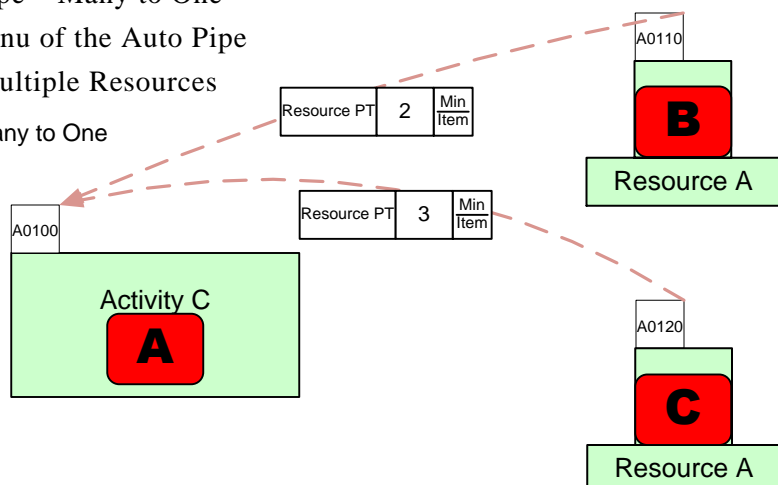 pe – Many to One
nu of the Auto Pipe
ultiple Resources
any to One
A0110
Resource PT 2 Min
Item
B
Resource A
A0100
Resource PT 3 Min
Item
Activity C
A
A0120
C
Resource A